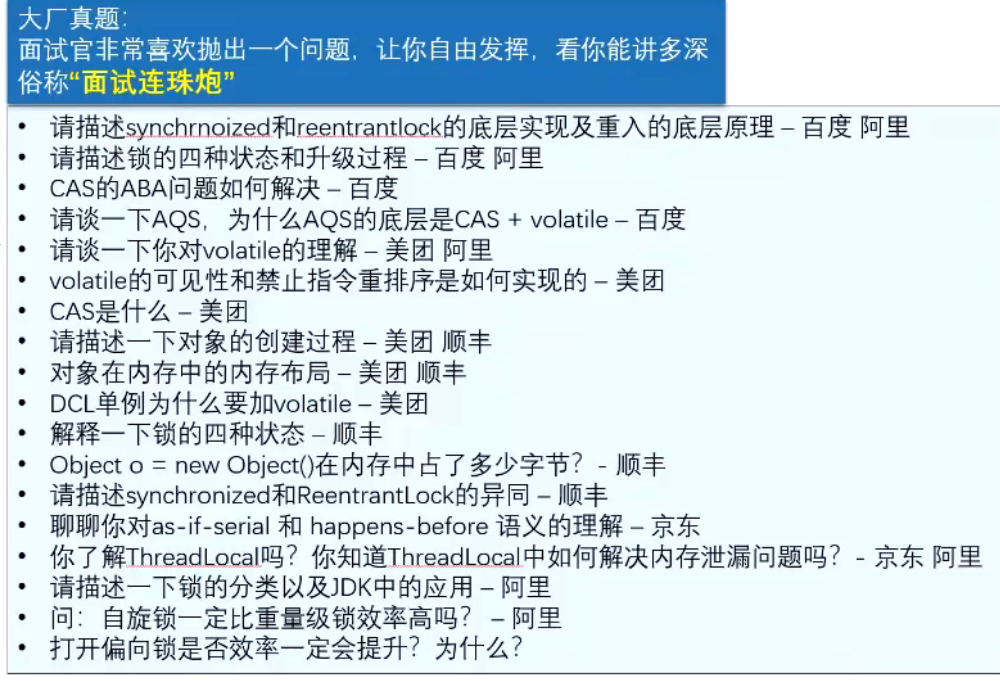 大厂真题：
面试官非常喜欢抛出一个问题，让你自由发挥，看你能讲多深
俗称“面试连珠炮”
• 请描述synchrnoized和reentrantlock的底层实现及重入的底层原理 – 百度 阿里
• 请描述锁的四种状态和升级过程 – 百度 阿里
• CAS的ABA问题如何解决 – 百度
• 请谈一下AQS，为什么AQS的底层是CAS + volatile – 百度
• 请谈一下你对volatile的理解 – 美团 阿里
• volatile的可见性和禁止指令重排序是如何实现的 – 美团
• CAS是什么 – 美团
• 请描述一下对象的创建过程 – 美团 顺丰
• 对象在内存中的内存布局 – 美团 顺丰
• DCL单例为什么要加volatile – 美团
• 解释一下锁的四种状态 – 顺丰
• Object o = new Object()在内存中占了多少字节？- 顺丰
• 请描述synchronized和ReentrantLock的异同 – 顺丰
• 聊聊你对as-if-serial 和 happens-before 语义的理解 – 京东
• 你了解ThreadLocal吗？你知道ThreadLocal中如何解决内存泄漏问题吗？- 京东 阿里
• 请描述一下锁的分类以及JDK中的应用 – 阿里
• 问：自旋锁一定比重量级锁效率高吗？ – 阿里
• 打开偏向锁是否效率一定会提升？为什么？